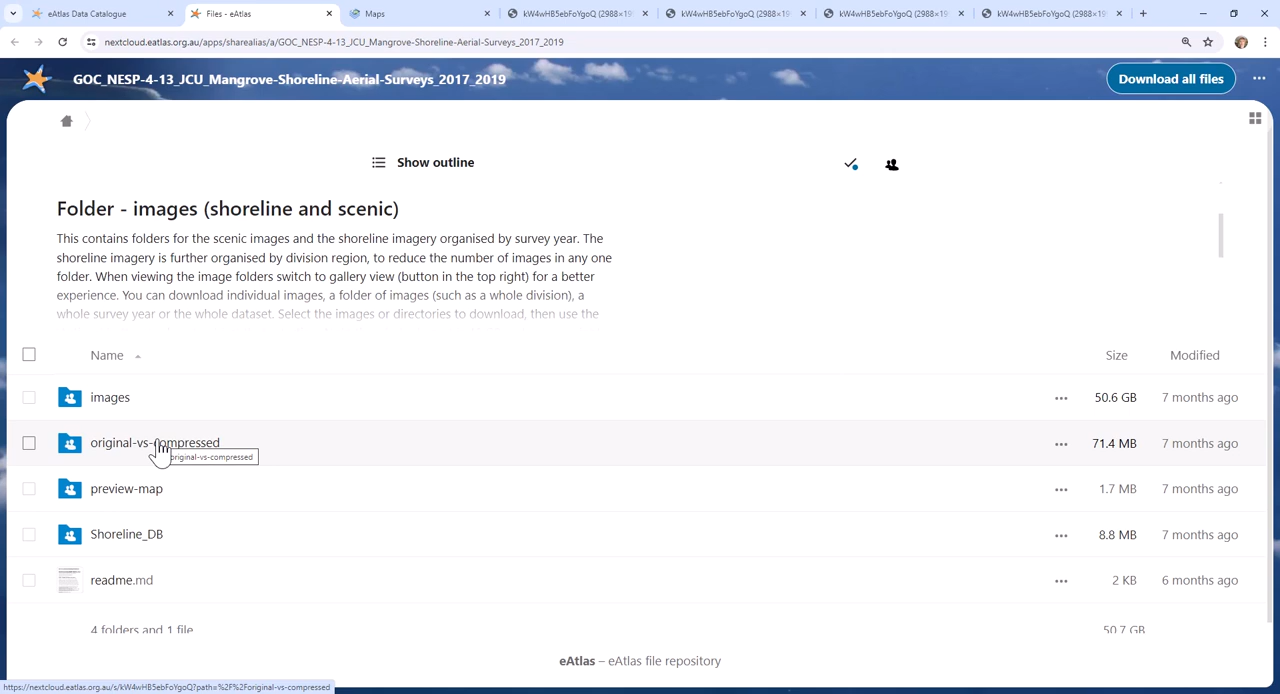 eAtlas Data Catalogue
Files - eAtlas
Maps
kW4wHB5ebFoYgoQ (2988×19
kW4wHB5ebFoYgoQ (2988×19
kW4wHB5ebFoYgoQ (2988×19
kW4wHB5ebFoYgoQ (2988×19
nextcloud.eatlas.org.au/apps/sharealias/a/GOC_NESP-4-13_JCU_Mangrove-Shoreline-Aerial-Surveys_2017_2019
GOC_NESP-4-13_JCU_Mangrove-Shoreline-Aerial-Surveys_2017_2019
Download all files
Show outline
Folder - images (shoreline and scenic)
This contains folders for the scenic images and the shoreline imagery organised by survey year. The
shoreline imagery is further organised by division region, to reduce the number of images in any one
folder. When viewing the image folders switch to gallery view (button in the top right) for a better
experience. You can download individual images, a folder of images (such as a whole division), a
whole survey year or the whole dataset. Select the images or directories to download, then use the
Name Size Modified
images 50.6 GB 7 months ago
original-vs-compressed 71.4 MB 7 months ago
original-vs-compressed
preview-map 1.7 MB 7 months ago
Shoreline_DB 8.8 MB 7 months ago
readme.md 2 KB 6 months ago
4 folders and 1 file 50.7 GB
eAtlas – eAtlas file repository
https://nextcloud.eatlas.org.au/s/kW4wHB5ebFoYgoQ?path=%2F%2Foriginal-vs-compressed